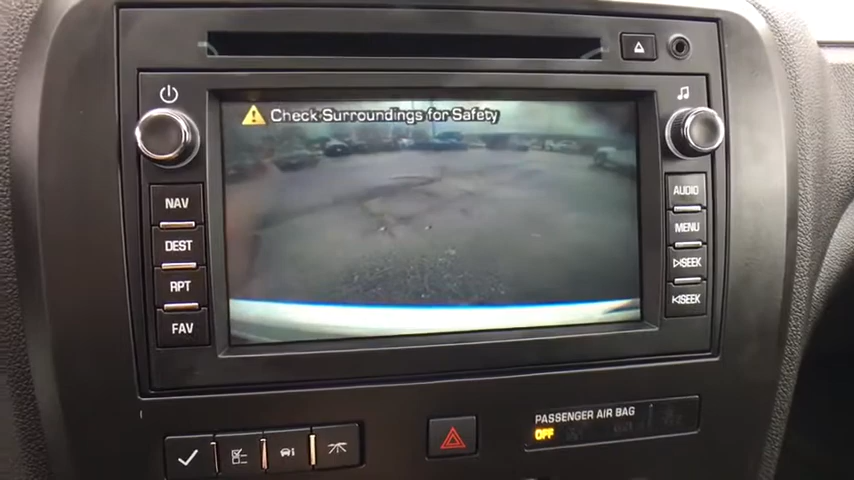 Check Surroundings for Safety
NAV
DEST
RPT
FAV
AUDIO
MENU
SEEK
SEEK
PASSENGER AIR BAG
OFF